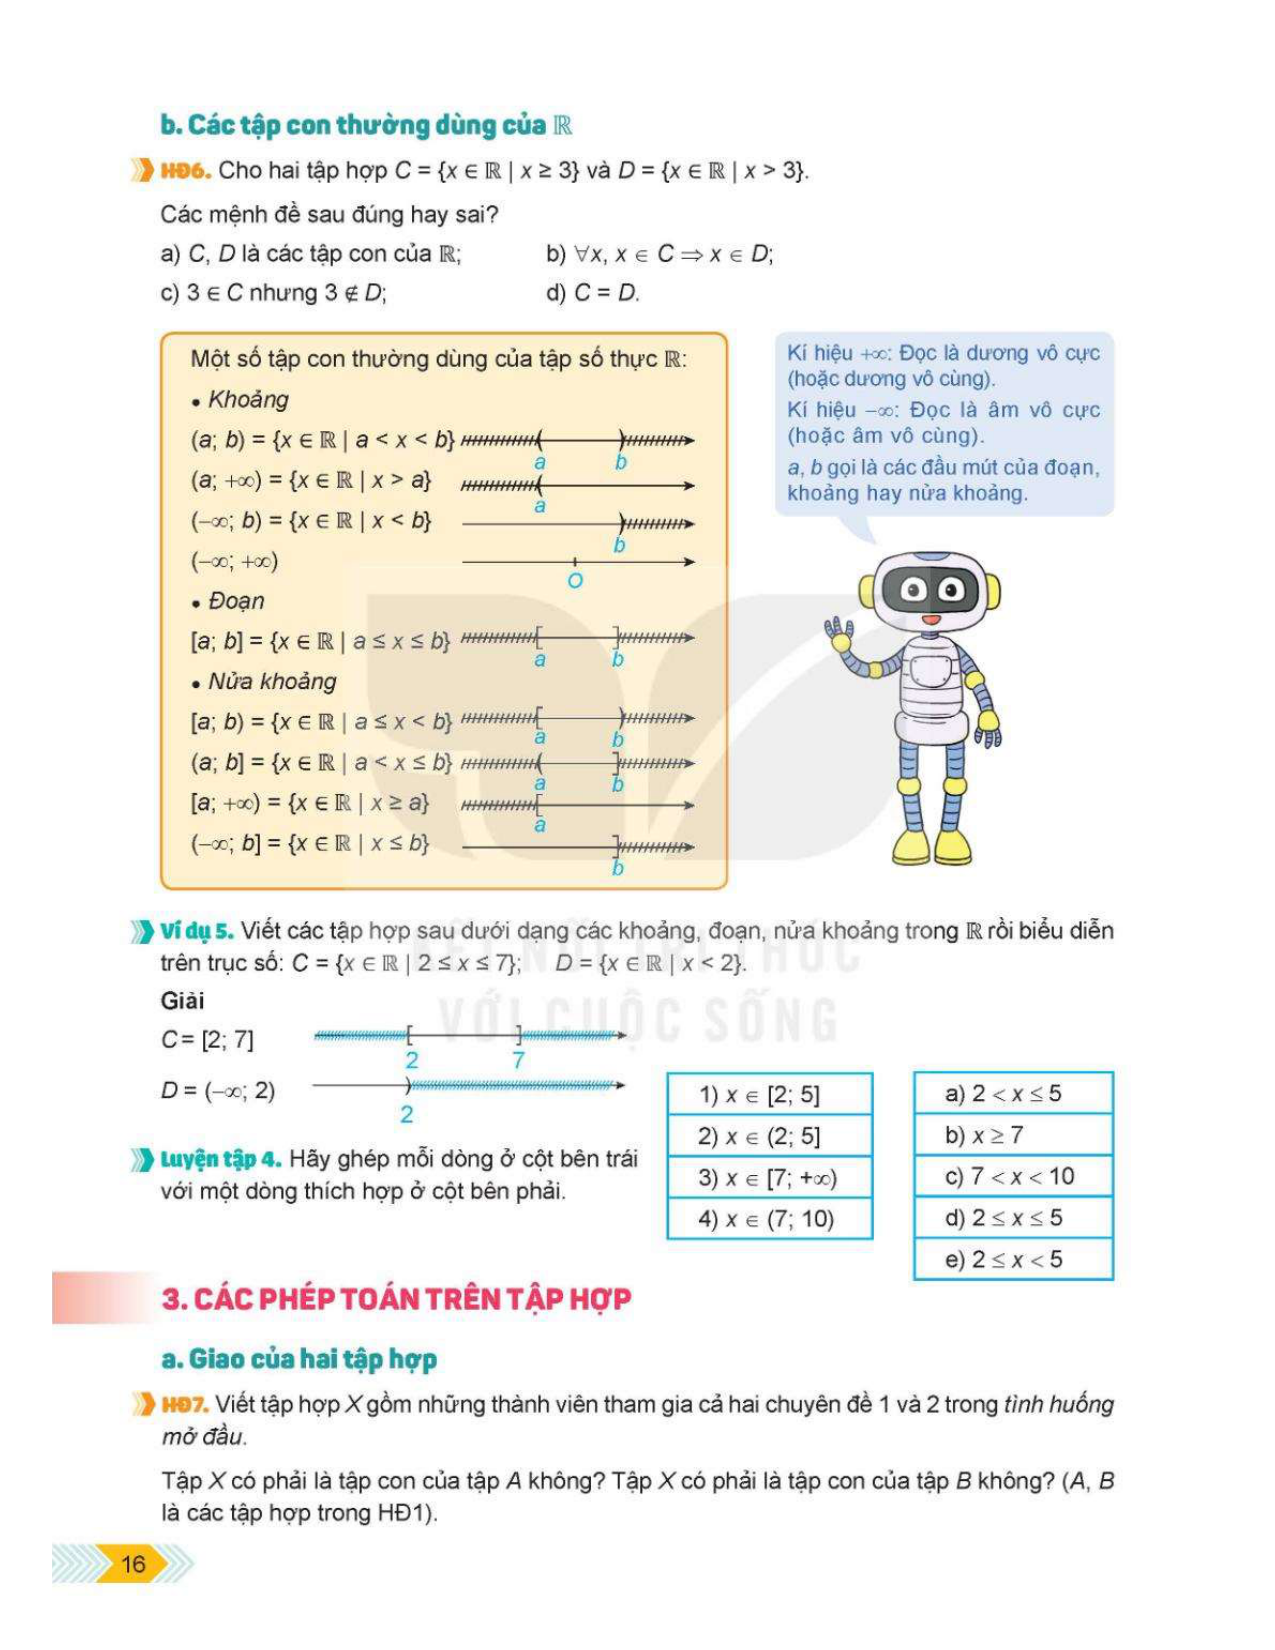 b. Các tập con thường dùng của ℝ
HĐ6. Cho hai tập hợp C = {x ∈ ℝ | x ≥ 3} và D = {x ∈ ℝ | x > 3}.
Các mệnh đề sau đúng hay sai?
a) C, D là các tập con của ℝ; b) ∀x, x ∈ C ⇒ x ∈ D;
c) 3 ∈ C nhưng 3 ∉ D; d) C = D.
Một số tập con thường dùng của tập số thực ℝ:
• Khoảng
(a; b) = {x ∈ ℝ | a < x < b}
a b
(a; +∞) = {x ∈ ℝ | x > a}
a
(–∞; b) = {x ∈ ℝ | x < b}
b
(–∞; +∞)
O
• Đoạn
[a; b] = {x ∈ ℝ | a ≤ x ≤ b}
a b
• Nửa khoảng
[a; b) = {x ∈ ℝ | a ≤ x < b}
a b
(a; b] = {x ∈ ℝ | a < x ≤ b}
a b
[a; +∞) = {x ∈ ℝ | x ≥ a}
a
(–∞; b] = {x ∈ ℝ | x ≤ b}
b
Kí hiệu +∞: Đọc là dương vô cực
(hoặc dương vô cùng).
Kí hiệu –∞: Đọc là âm vô cực
(hoặc âm vô cùng).
a, b gọi là các đầu mút của đoạn,
khoảng hay nửa khoảng.
Ví dụ 5. Viết các tập hợp sau dưới dạng các khoảng, đoạn, nửa khoảng trong ℝ rồi biểu diễn
trên trục số: C = {x ∈ ℝ | 2 ≤ x ≤ 7}; D = {x ∈ ℝ | x < 2}.
KẾT NỐI TRI THỨC
VỚI CUỘC SỐNG
Giải
C = [2; 7]
2 7
D = (–∞; 2)
2
Luyện tập 4. Hãy ghép mỗi dòng ở cột bên trái
với một dòng thích hợp ở cột bên phải.
1) x ∈ [2; 5]
2) x ∈ (2; 5]
3) x ∈ [7; +∞)
4) x ∈ (7; 10)
a) 2 < x ≤ 5
b) x ≥ 7
c) 7 < x < 10
d) 2 ≤ x ≤ 5
e) 2 ≤ x < 5
3. CÁC PHÉP TOÁN TRÊN TẬP HỢP
a. Giao của hai tập hợp
HĐ7. Viết tập hợp X gồm những thành viên tham gia cả hai chuyên đề 1 và 2 trong tình huống
mở đầu.
Tập X có phải là tập con của tập A không? Tập X có phải là tập con của tập B không? (A, B
là các tập hợp trong HĐ1).
16